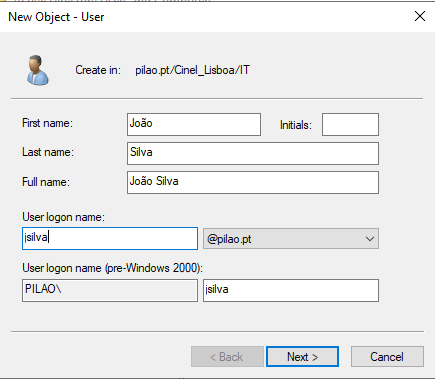 New Object - User
Create in: pilao.pt/Cinel_Lisboa/IT
First name: João Initials:
Last name: Silva
Full name: João Silva
User logon name:
jsilva @pilao.pt
User logon name (pre-Windows 2000):
PILAO\ jsilva
< Back Next > Cancel